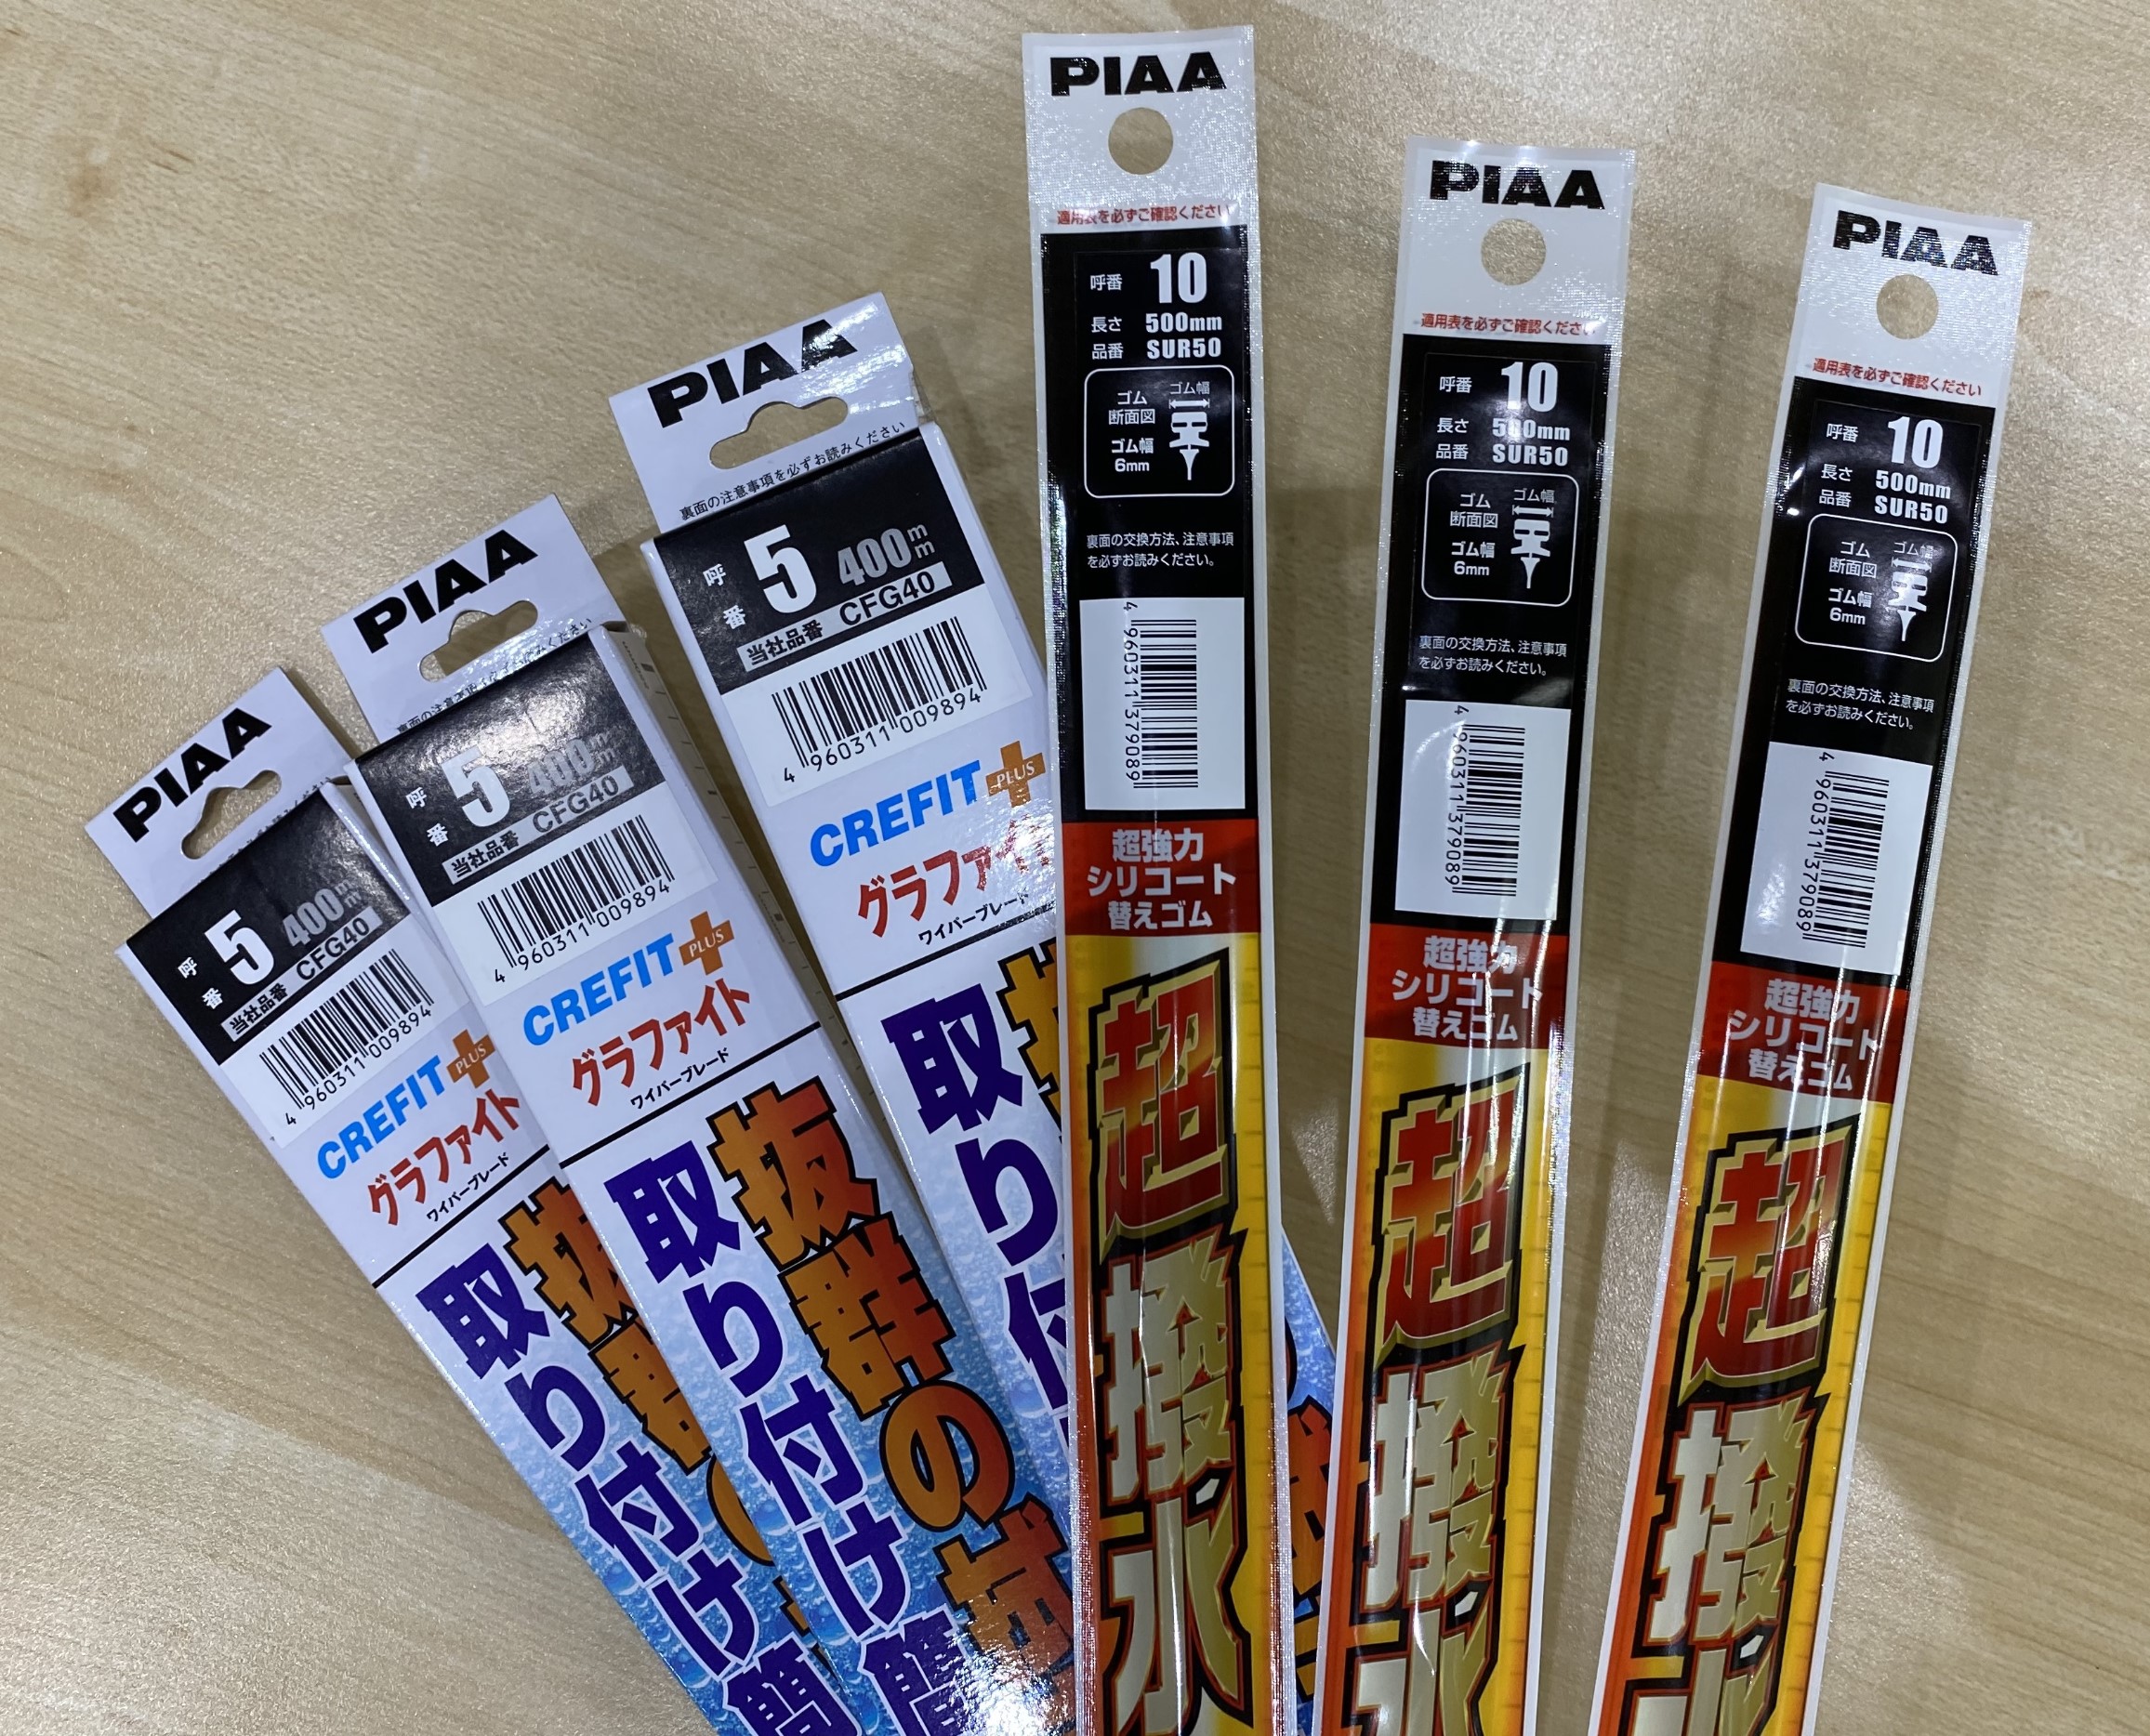 PIAA
呼番 5 400mm
当社品番 CFG40
4 960311 009894
CREFIT PLUS
グラファイト
ワイパーブレード
抜群
取り付け簡
PIAA
呼番 5 400mm
当社品番 CFG40
4 960311 009894
CREFIT PLUS
グラファイト
ワイパーブレード
抜群の拭
取り付け簡
PIAA
裏面の注意事項を必ずお読みください
呼番 5 400mm
当社品番 CFG40
4 960311 009894
CREFIT PLUS
グラファイト
ワイパーブレード
取り付
PIAA
適用表を必ずご確認ください
呼番 10
長さ 500mm
品番 SUR50
ゴム幅
ゴム
断面図
ゴム幅
6mm
裏面の交換方法、注意事項
を必ずお読みください。
4 960311 379089
超強力
シリコート
替えゴム
超撥水
PIAA
適用表を必ずご確認ください
呼番 10
長さ 500mm
品番 SUR50
ゴム幅
ゴム
断面図
ゴム幅
6mm
裏面の交換方法、注意事項
を必ずお読みください。
4 960311 379089
超強力
シリコート
替えゴム
超撥水
PIAA
適用表を必ずご確認ください
呼番 10
長さ 500mm
品番 SUR50
ゴム幅
ゴム
断面図
ゴム幅
6mm
裏面の交換方法、注意事項
を必ずお読みください。
4 960311 379089
超強力
シリコート
替えゴム
超撥水